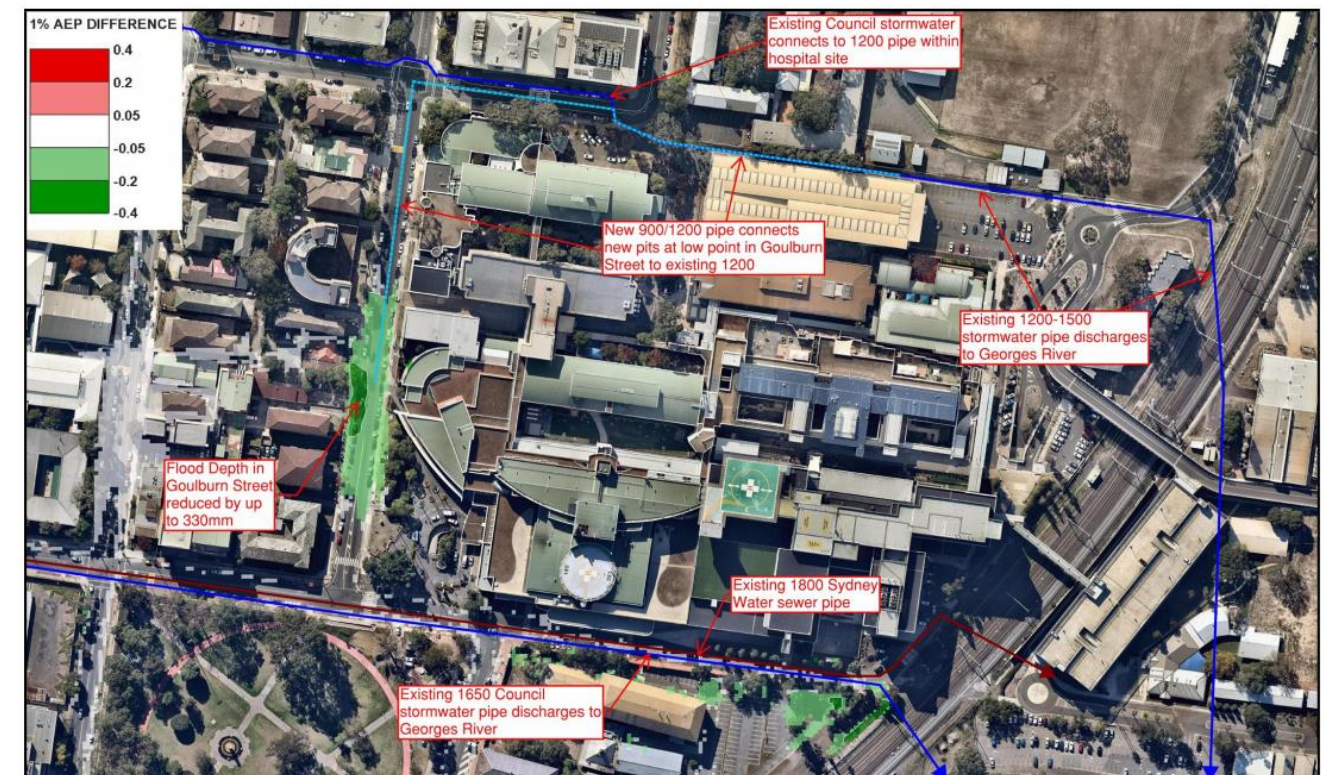 1% AEP DIFFERENCE
0.4
0.2
0.05
-0.05
-0.2
-0.4
Existing Council stormwater
connects to 1200 pipe within
hospital site
New 900/1200 pipe connects
new pits at low point in Goulburn
Street to existing 1200
Existing 1200-1500
stormwater pipe discharges
to Georges River
Flood Depth in
Goulburn Street
reduced by up
to 330mm
Existing 1800 Sydney
Water sewer pipe
Existing 1650 Council
stormwater pipe discharges to
Georges River